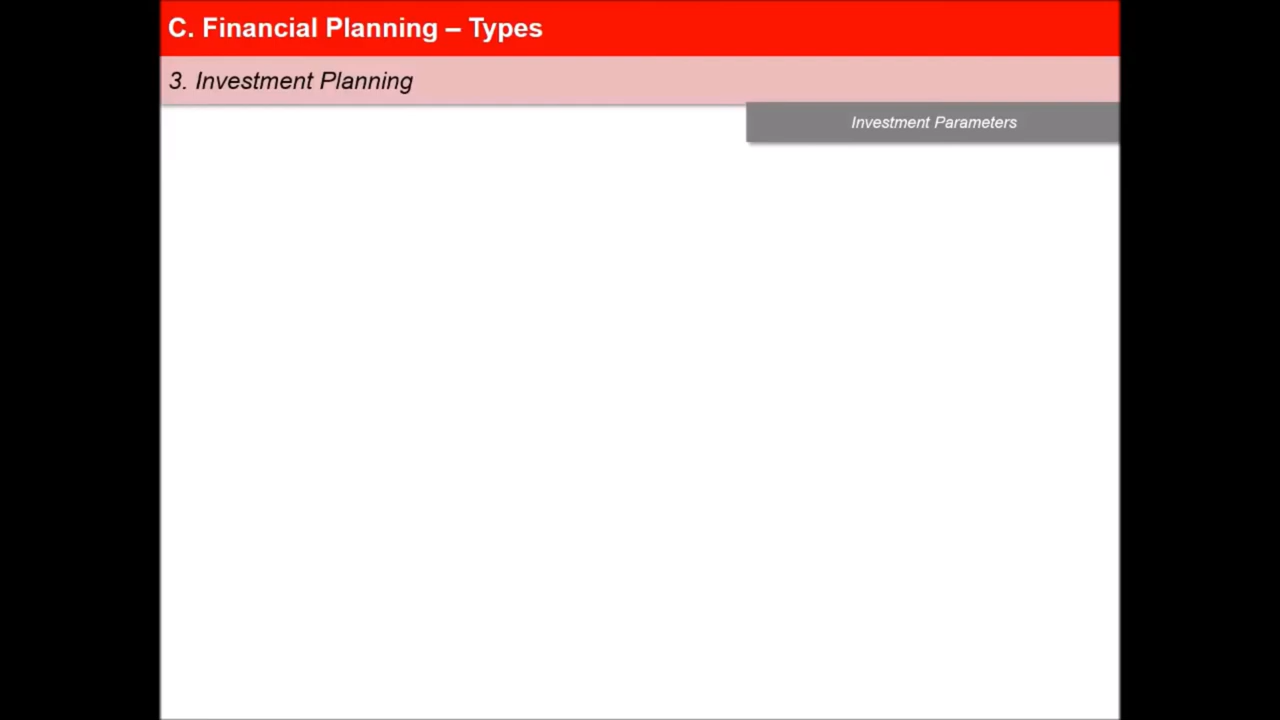 C. Financial Planning – Types
3. Investment Planning
Investment Parameters